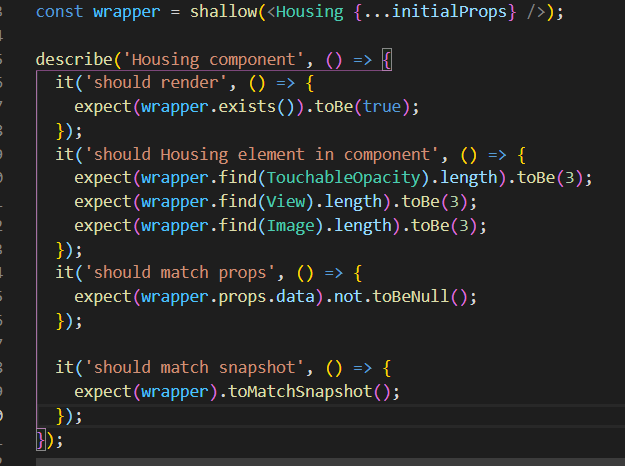 const wrapper = shallow(<Housing {...initialProps} />);
describe('Housing component', () => {
it('should render', () => {
expect(wrapper.exists()).toBe(true);
});
it('should Housing element in component', () => {
expect(wrapper.find(TouchableOpacity).length).toBe(3);
expect(wrapper.find(View).length).toBe(3);
expect(wrapper.find(Image).length).toBe(3);
});
it('should match props', () => {
expect(wrapper.props.data).not.toBeNull();
});
it('should match snapshot', () => {
expect(wrapper).toMatchSnapshot();
});
});